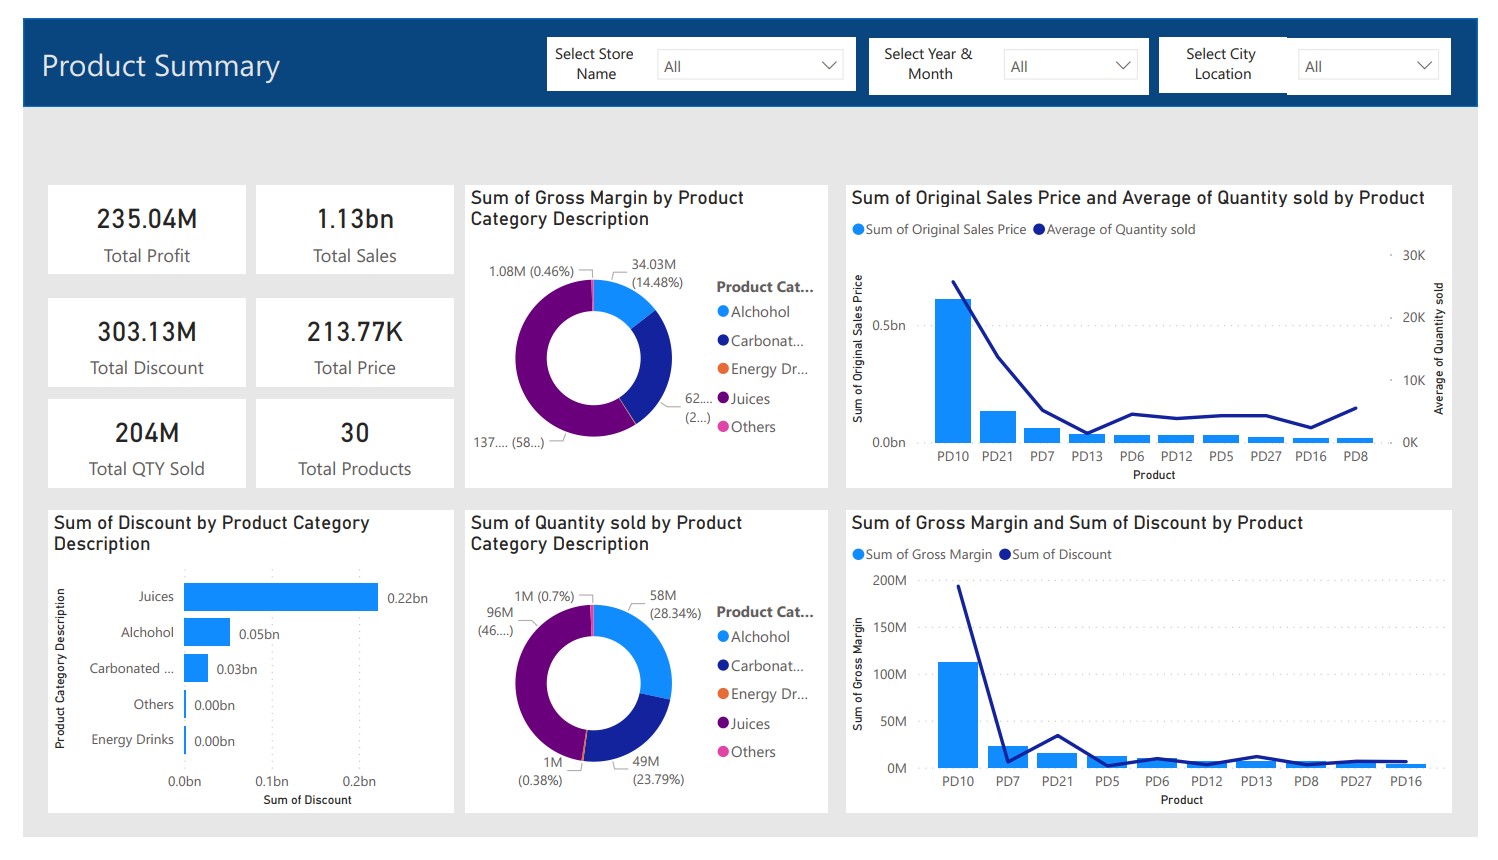 Product Summary
Select Store
Name
All
Select Year &
Month
All
Select City
Location
All
235.04M
Total Profit
1.13bn
Total Sales
303.13M
Total Discount
213.77K
Total Price
204M
Total QTY Sold
30
Total Products
Sum of Gross Margin by Product
Category Description
1.08M (0.46%)
34.03M
(14.48%)
62....
(2...)
137.... (58...)
Product Cat...
Alchohol
Carbonat...
Energy Dr...
Juices
Others
Sum of Original Sales Price and Average of Quantity sold by Product
Sum of Original Sales Price
Average of Quantity sold
Sum of Original Sales Price
0.5bn
0.0bn
30K
20K
10K
0K
Average of Quantity sold
PD10 PD21 PD7 PD13 PD6 PD12 PD5 PD27 PD16 PD8
Product
Sum of Discount by Product Category
Description
Product Category Description
Juices 0.22bn
Alchohol 0.05bn
Carbonated ... 0.03bn
Others 0.00bn
Energy Drinks 0.00bn
0.0bn 0.1bn 0.2bn
Sum of Discount
Sum of Quantity sold by Product
Category Description
1M (0.7%)
58M
(28.34%)
96M
(46....)
1M
(0.38%)
49M
(23.79%)
Product Cat...
Alchohol
Carbonat...
Energy Dr...
Juices
Others
Sum of Gross Margin and Sum of Discount by Product
Sum of Gross Margin
Sum of Discount
Sum of Gross Margin
200M
150M
100M
50M
0M
PD10 PD7 PD21 PD5 PD6 PD12 PD13 PD8 PD27 PD16
Product